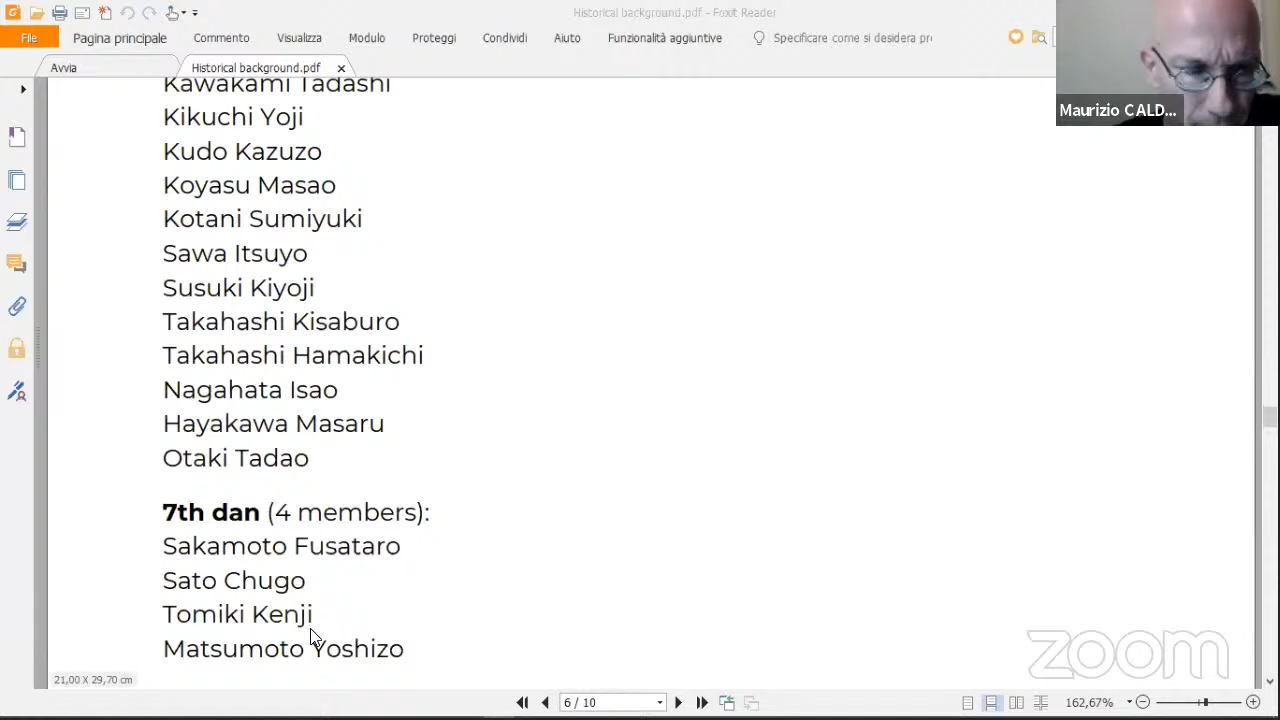 Historical background.pdf - Foxit Reader
File
Pagina principale
Commento
Visualizza
Modulo
Proteggi
Condividi
Aiuto
Funzionalità aggiuntive
Specificare come si desidera pro
Avvia
Historical background.pdf
Maurizio CALD...
Kawakami Tadashi
Kikuchi Yoji
Kudo Kazuzo
Koyasu Masao
Kotani Sumiyuki
Sawa Itsuyo
Susuki Kiyoji
Takahashi Kisaburo
Takahashi Hamakichi
Nagahata Isao
Hayakawa Masaru
Otaki Tadao
7th dan (4 members):
Sakamoto Fusataro
Sato Chugo
Tomiki Kenji
Matsumoto Yoshizo
zoom
21,00 X 29,70 cm
6 / 10
162,67%